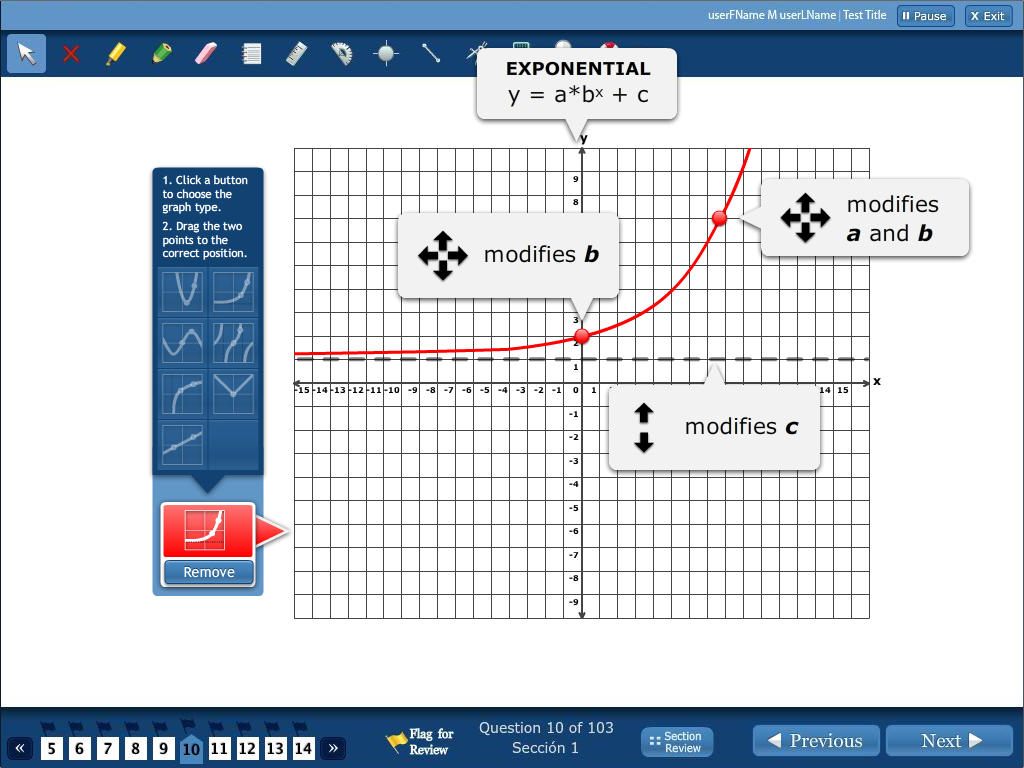 userFName M userLName | Test Title
Pause
X Exit
EXPONENTIAL
y = a*bˣ + c
y
1. Click a button
to choose the
graph type.
2. Drag the two
points to the
correct position.
9
8
modifies
a and b
modifies b
3
2
1
x
-15 -14 -13 -12 -11 -10 -9 -8 -7 -6 -5 -4 -3 -2 -1 0 1 14 15
-1
-2
-3
-4
-5
-6
-7
-8
-9
modifies c
Remove
« 5 6 7 8 9 10 11 12 13 14 »
Flag for
Review
Question 10 of 103
Sección 1
Section
Review
Previous
Next